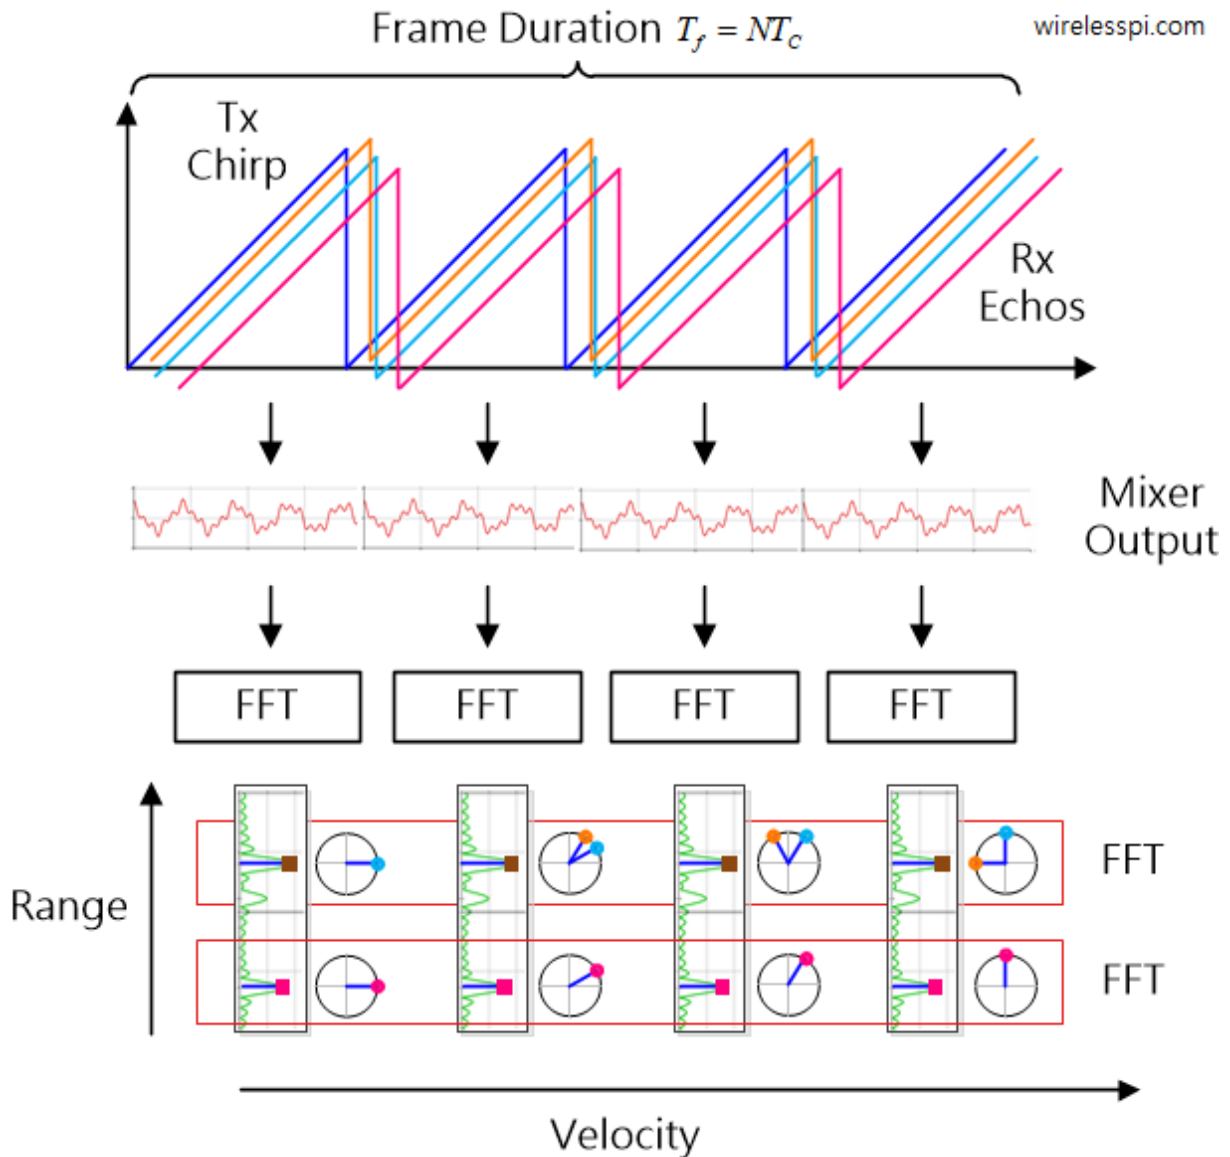 Frame Duration T_f = NT_C
wirelesspi.com
Tx
Chirp
Rx
Echos
Mixer
Output
FFT FFT FFT FFT
FFT
Range
FFT
Velocity